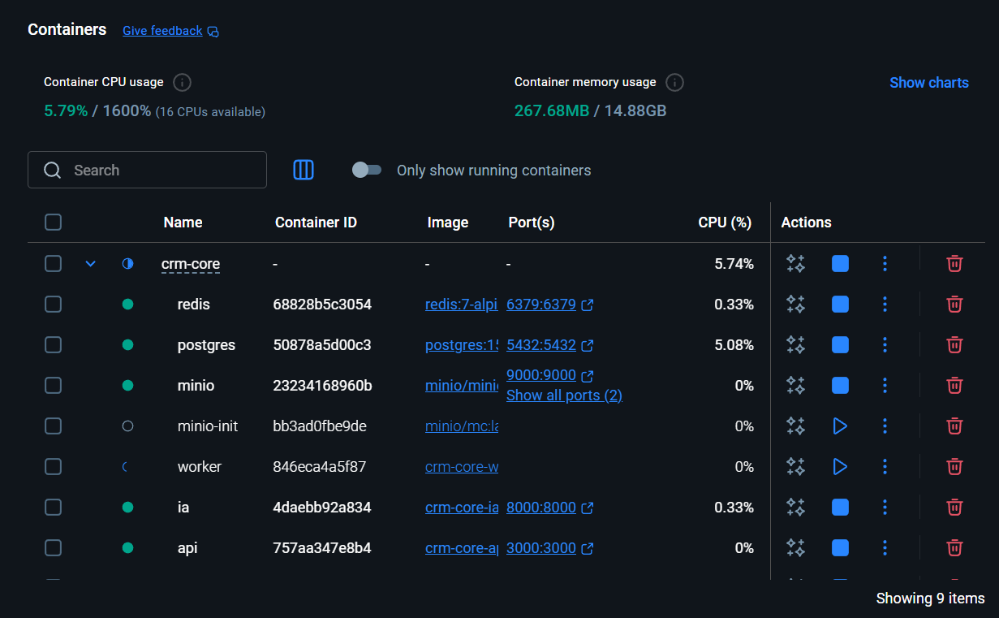 Containers Give feedback
Container CPU usage
5.79% / 1600% (16 CPUs available)
Container memory usage
267.68MB / 14.88GB
Show charts
Search
Only show running containers
Name Container ID Image Port(s) CPU (%) Actions
crm-core - - - 5.74%
redis 68828b5c3054 redis:7-alpi 6379:6379 0.33%
postgres 50878a5d00c3 postgres:15 5432:5432 5.08%
minio 23234168960b minio/mini 9000:9000 0%
Show all ports (2)
minio-init bb3ad0fbe9de minio/mc:la 0%
worker 846eca4a5f87 crm-core-w 0%
ia 4daebb92a834 crm-core-ia 8000:8000 0.33%
api 757aa347e8b4 crm-core-ap 3000:3000 0%
Showing 9 items